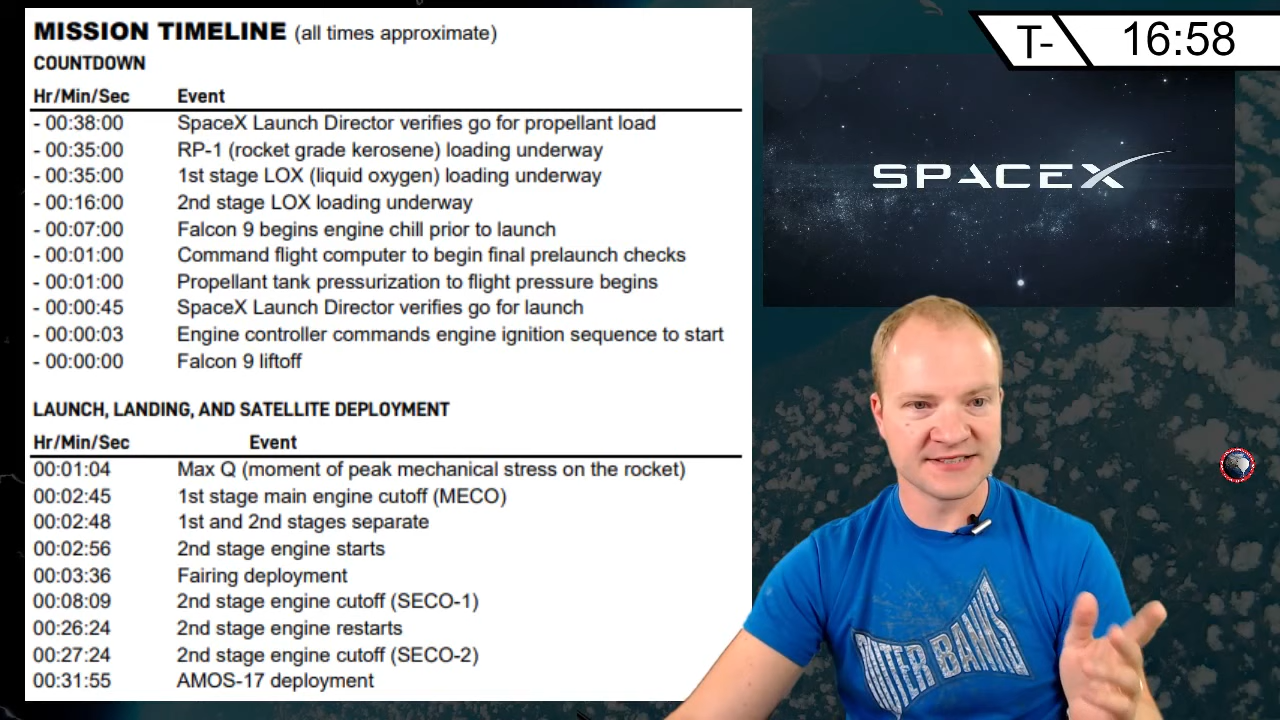 MISSION TIMELINE (all times approximate)
COUNTDOWN
Hr/Min/Sec Event
- 00:38:00 SpaceX Launch Director verifies go for propellant load
- 00:35:00 RP-1 (rocket grade kerosene) loading underway
- 00:35:00 1st stage LOX (liquid oxygen) loading underway
- 00:16:00 2nd stage LOX loading underway
- 00:07:00 Falcon 9 begins engine chill prior to launch
- 00:01:00 Command flight computer to begin final prelaunch checks
- 00:01:00 Propellant tank pressurization to flight pressure begins
- 00:00:45 SpaceX Launch Director verifies go for launch
- 00:00:03 Engine controller commands engine ignition sequence to start
- 00:00:00 Falcon 9 liftoff
LAUNCH, LANDING, AND SATELLITE DEPLOYMENT
Hr/Min/Sec Event
00:01:04 Max Q (moment of peak mechanical stress on the rocket)
00:02:45 1st stage main engine cutoff (MECO)
00:02:48 1st and 2nd stages separate
00:02:56 2nd stage engine starts
00:03:36 Fairing deployment
00:08:09 2nd stage engine cutoff (SECO-1)
00:26:24 2nd stage engine restarts
00:27:24 2nd stage engine cutoff (SECO-2)
00:31:55 AMOS-17 deployment
T- 16:58
SPACEX
OUTER BANKS